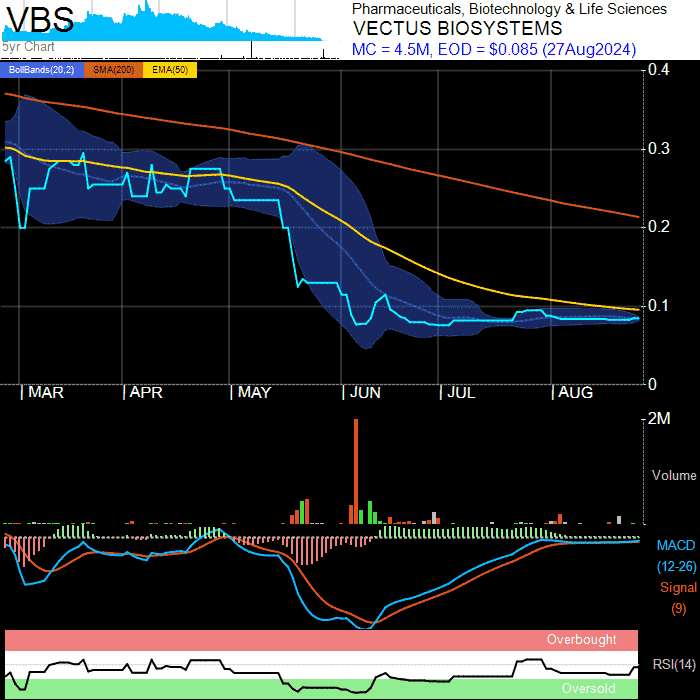 VBS
5yr Chart
Pharmaceuticals, Biotechnology & Life Sciences
VECTUS BIOSYSTEMS
MC = 4.5M, EOD = $0.085 (27Aug2024)
BollBands(20,2) SMA(200) EMA(50)
0.4
0.3
0.2
0.1
0
MAR APR MAY JUN JUL AUG
2M
Volume
0
MACD
(12-26)
Signal
(9)
Overbought
RSI(14)
Oversold